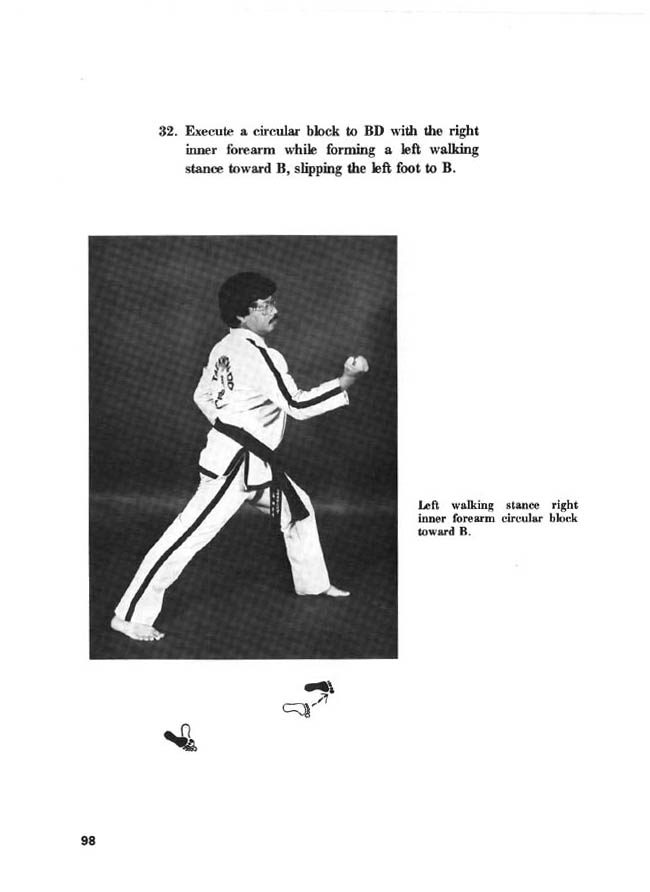 32. Execute a circular block to BD with the right
inner forearm while forming a left walking
stance toward B, slipping the left foot to B.
Left walking stance right
inner forearm circular block
toward B.
98